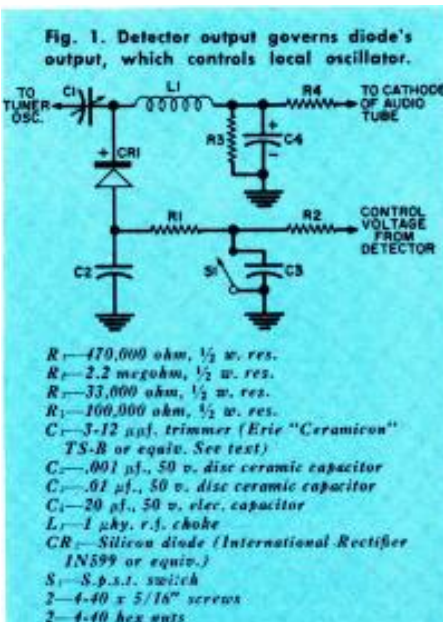 Fig. 1. Detector output governs diode's
output, which controls local oscillator.
TO
TUNER
OSC.
C1
L1
R4
TO CATHODE
OF AUDIO
TUBE
R3
+
C4
-
+
CR1
R1
R2
CONTROL
VOLTAGE
FROM
DETECTOR
C2
S1
C3
R1—470,000 ohm, 1/2 w. res.
R2—2.2 megohm, 1/2 w. res.
R3—33,000 ohm, 1/2 w. res.
R4—100,000 ohm, 1/2 w. res.
C1—3-12 μμf. trimmer (Erie "Ceramicon"
TS-B or equiv. See text)
C2—.001 μf., 50 v. disc ceramic capacitor
C3—.01 μf., 50 v. disc ceramic capacitor
C4—20 μf., 50 v. elec. capacitor
L1—1 μhy. r.f. choke
CR1—Silicon diode (International Rectifier
1N599 or equiv.)
S1—S.p.s.t. switch
2—4-40 x 5/16" screws
2—4-40 hex nuts